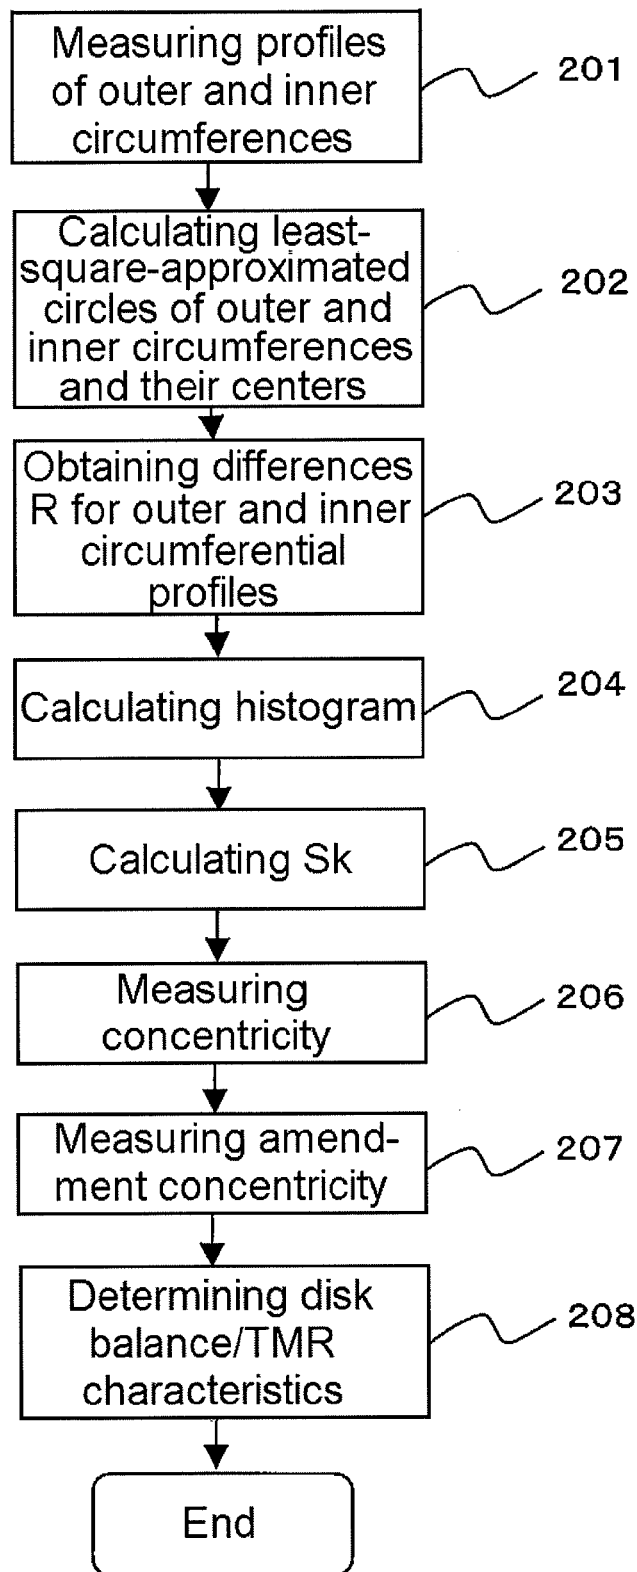 Measuring profiles
of outer and inner
circumferences
201
Calculating least-
square-approximated
circles of outer and
inner circumferences
and their centers
202
Obtaining differences
R for outer and inner
circumferential
profiles
203
Calculating histogram
204
Calculating Sk
205
Measuring
concentricity
206
Measuring amend-
ment concentricity
207
Determining disk
balance/TMR
characteristics
208
End